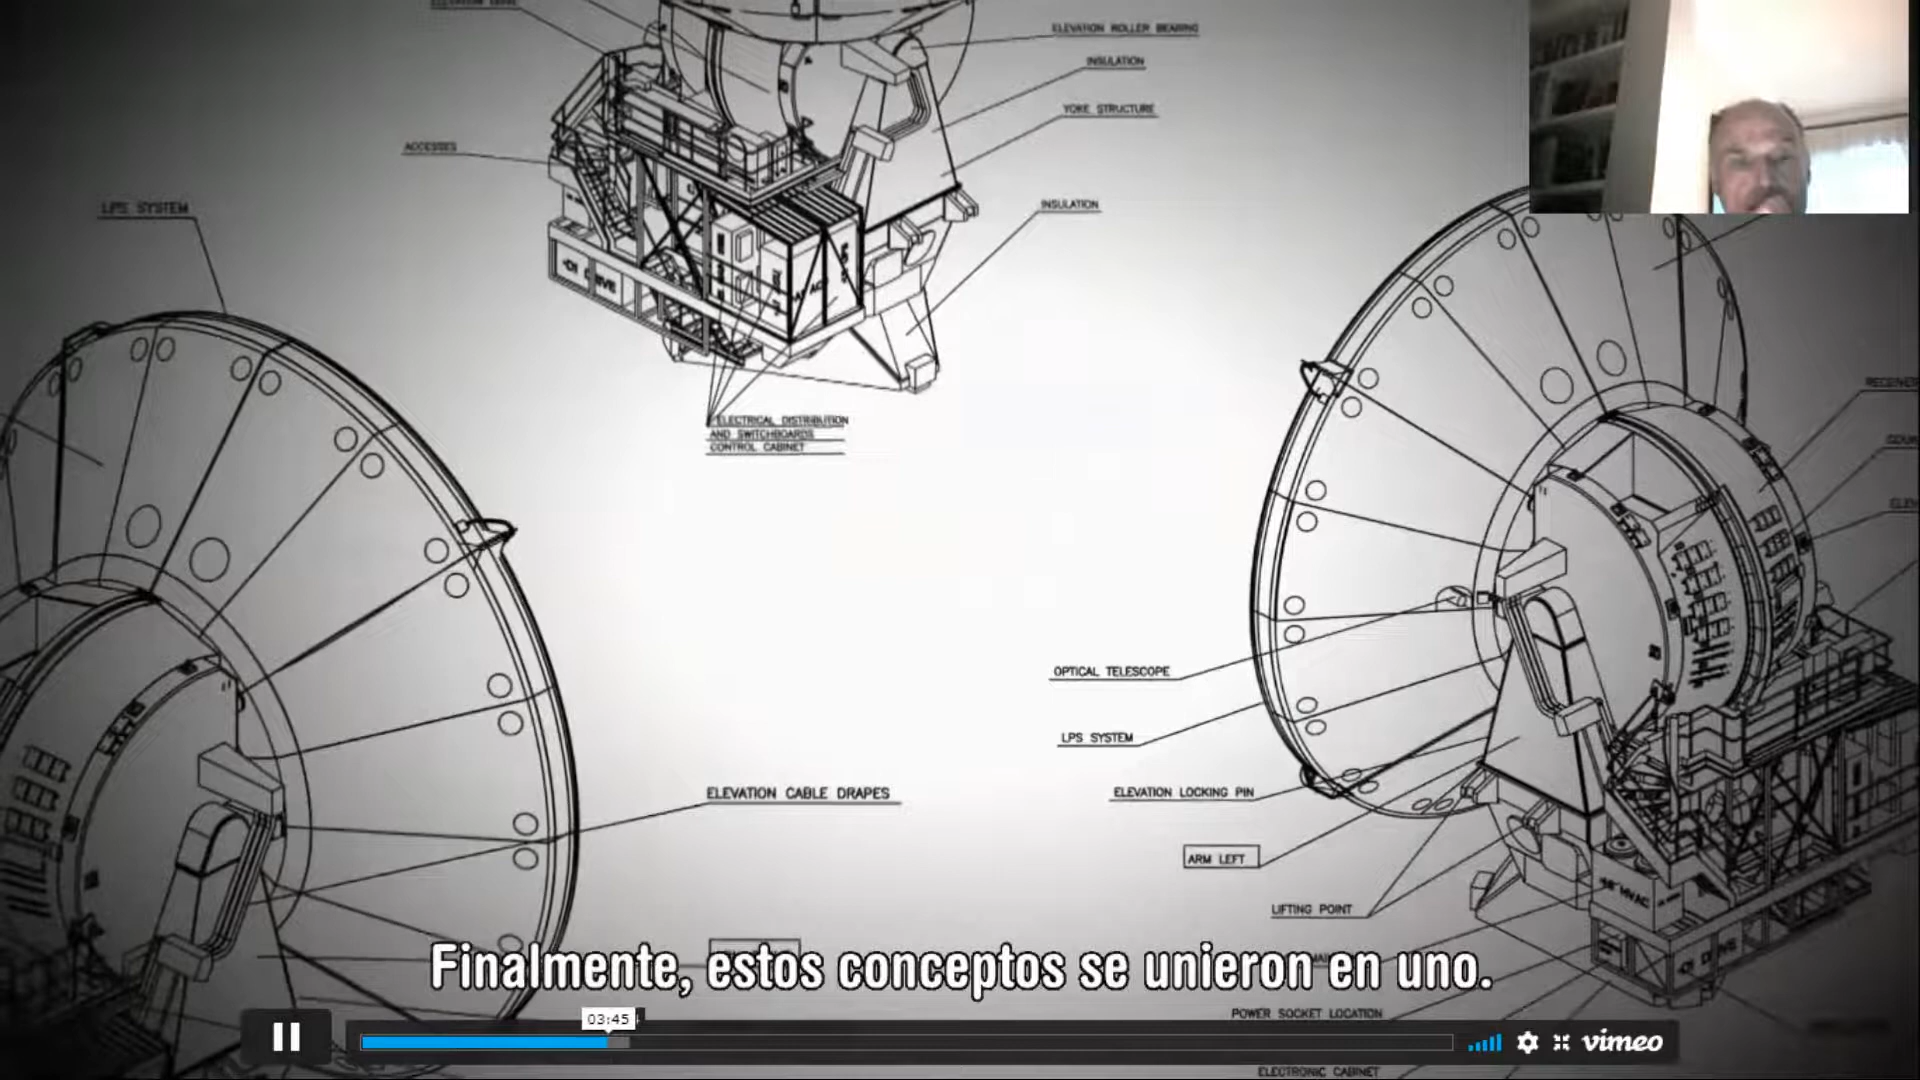 ELEVATION ROLLER BEARING
INSULATION
YOKE STRUCTURE
ACCESSES
INSULATION
LPS SYSTEM
ELECTRICAL DISTRIBUTION
AND SWITCHBOARDS
CONTROL CABINET
OPTICAL TELESCOPE
LPS SYSTEM
ELEVATION CABLE DRAPES
ELEVATION LOCKING PIN
ARM LEFT
LIFTING POINT
Finalmente, estos conceptos se unieron en uno.
POWER SOCKET LOCATION
03:45
vimeo
ELECTRONIC CABINET